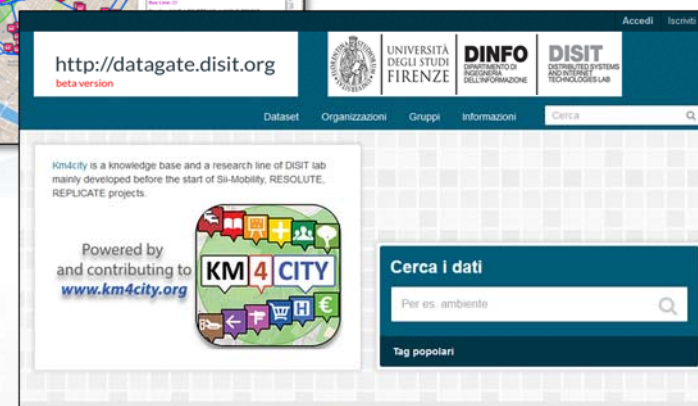 Accedi Iscriviti
http://datagate.disit.org
beta version
UNIVERSITÀ
DEGLI STUDI
FIRENZE
DINFO
DIPARTIMENTO DI
INGEGNERIA
DELL'INFORMAZIONE
DISIT
DISTRIBUTED SYSTEMS
AND INTERNET
TECHNOLOGIES LAB
Dataset Organizzazioni Gruppi Informazioni Cerca
Km4city is a knowledge base and a research line of DISIT lab
mainly developed before the start of Sii-Mobility, RESOLUTE,
REPLICATE projects.
Powered by
and contributing to
www.km4city.org
KM 4 CITY
H €
Cerca i dati
Per es. ambiente
Tag popolari